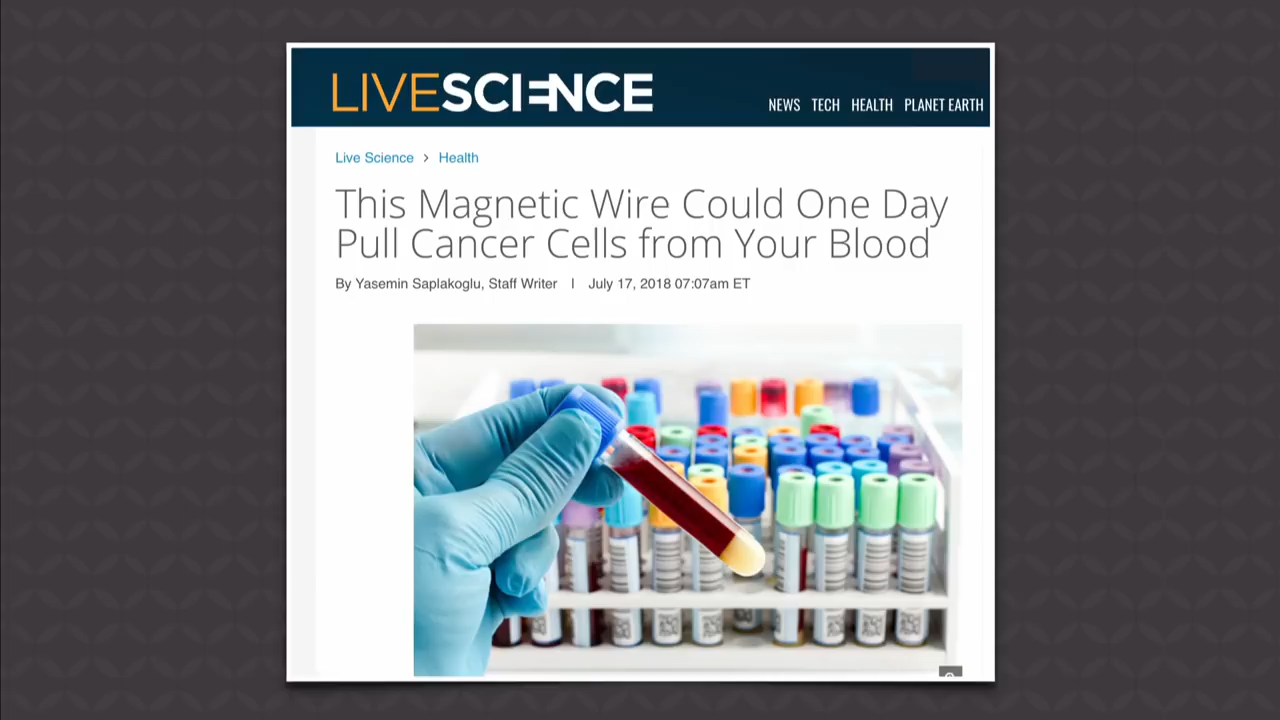 LIVESCIENCE
NEWS TECH HEALTH PLANET EARTH
Live Science > Health
This Magnetic Wire Could One Day
Pull Cancer Cells from Your Blood
By Yasemin Saplakoglu, Staff Writer | July 17, 2018 07:07am ET